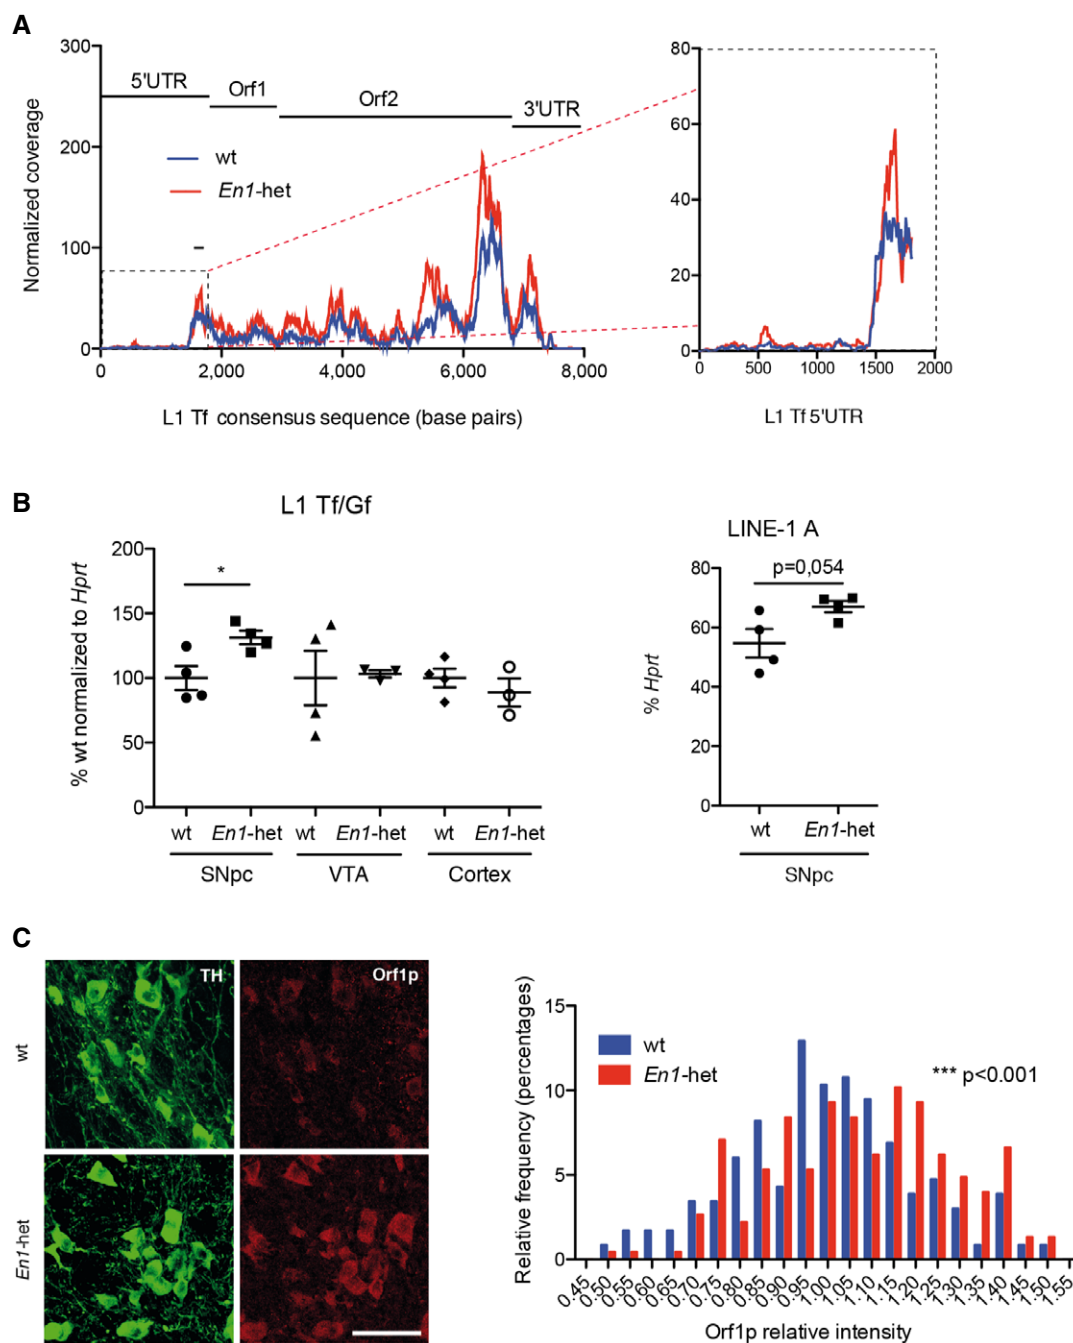 A
300
200
100
0
Normalized coverage
5'UTR
Orf1
Orf2
3'UTR
wt
En1-het
0
2,000
4,000
6,000
8,000
L1 Tf consensus sequence (base pairs)
80
60
40
20
0
0
500
1000
1500
2000
L1 Tf 5'UTR
B
L1 Tf/Gf
% wt normalized to Hprt
200
150
100
50
0
*
wt
En1-het
wt
En1-het
wt
En1-het
SNpc
VTA
Cortex
LINE-1 A
p=0,054
% Hprt
80
60
40
20
0
wt
En1-het
SNpc
C
TH
Orf1p
wt
En1-het
Relative frequency (percentages)
15
10
5
0
wt
En1-het
*** p<0.001
0.45
0.50
0.55
0.60
0.65
0.70
0.75
0.80
0.85
0.90
0.95
1.00
1.05
1.10
1.15
1.20
1.25
1.30
1.35
1.40
1.45
1.50
1.55
Orf1p relative intensity